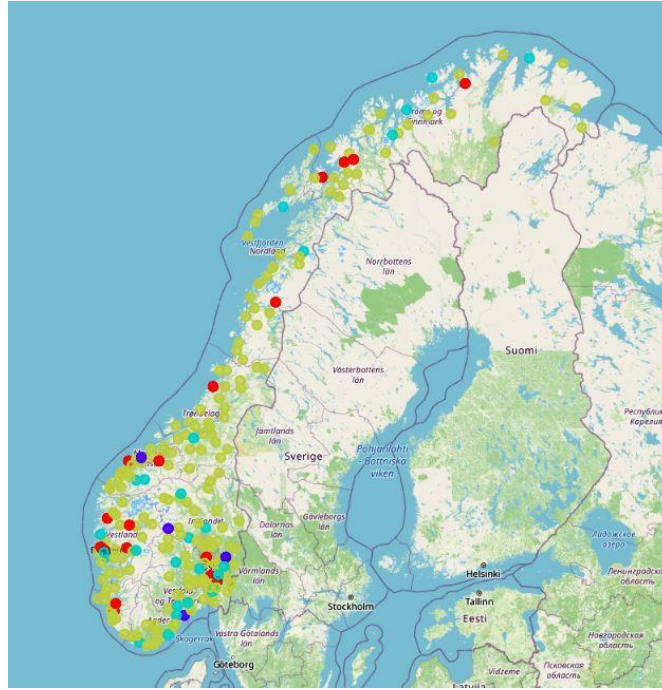 Troms og
Finnmark
Vestfjorden
Nordland
Norrbottens
län
Suomi
Västerbottens
län
Республика
Карелия
Trøndelag
Jämtlands
län
Sverige
Pohjanlahti
- Bottniska
viken
Gävleborgs
län
Dalarnas
län
Innlandet
Vestland
Ладожское
озеро
Värmlands
län
Helsinki
Ленинградская
область
Tallinn
Stockholm
Eesti
Västra Götalands
län
Skagerrak
Новгородская
область
Göteborg
Vidzeme
Псковская
область
Latvija